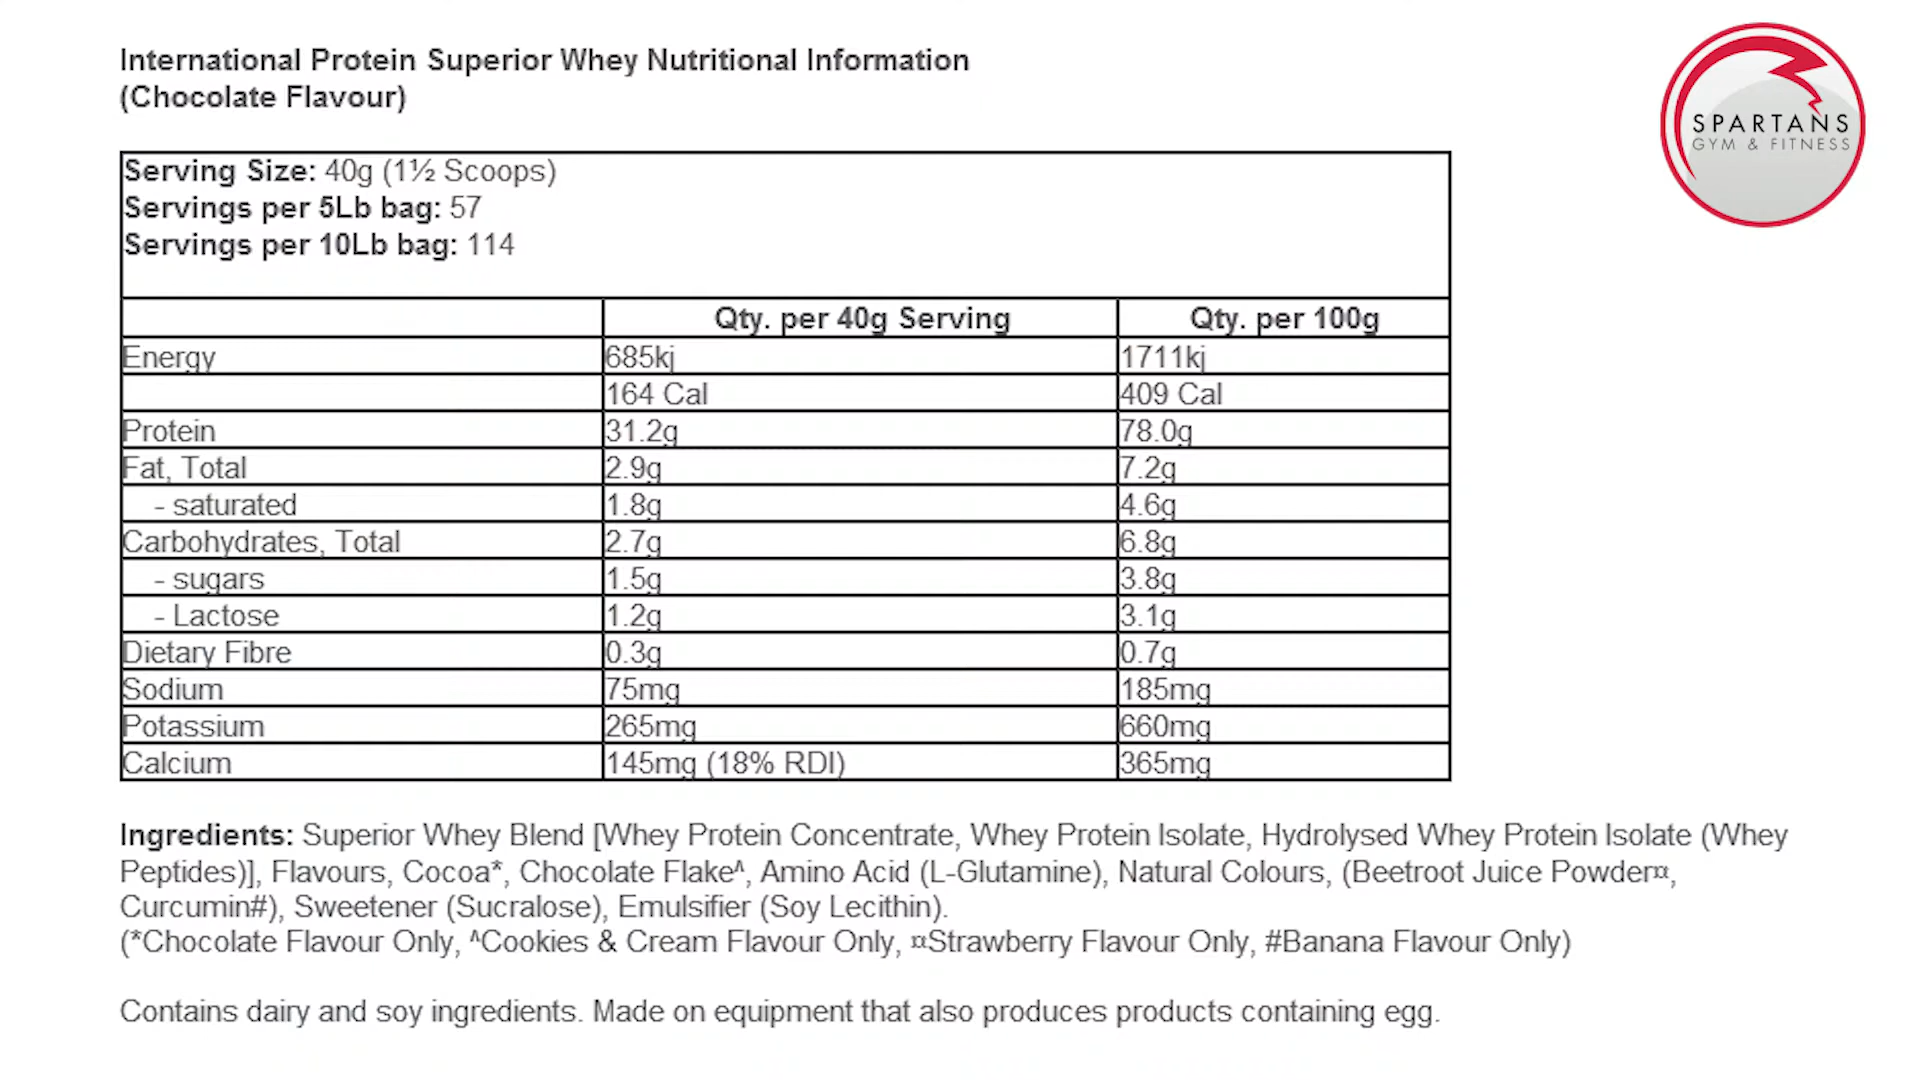 International Protein Superior Whey Nutritional Information
(Chocolate Flavour)
SPARTANS
GYM & FITNESS
Serving Size: 40g (1½ Scoops)
Servings per 5Lb bag: 57
Servings per 10Lb bag: 114
Qty. per 40g Serving Qty. per 100g
Energy 685kj 1711kj
164 Cal 409 Cal
Protein 31.2g 78.0g
Fat, Total 2.9g 7.2g
- saturated 1.8g 4.6g
Carbohydrates, Total 2.7g 6.8g
- sugars 1.5g 3.8g
- Lactose 1.2g 3.1g
Dietary Fibre 0.3g 0.7g
Sodium 75mg 185mg
Potassium 265mg 660mg
Calcium 145mg (18% RDI) 365mg
Ingredients: Superior Whey Blend [Whey Protein Concentrate, Whey Protein Isolate, Hydrolysed Whey Protein Isolate (Whey
Peptides)], Flavours, Cocoa*, Chocolate Flake^, Amino Acid (L-Glutamine), Natural Colours, (Beetroot Juice Powder¤,
Curcumin#), Sweetener (Sucralose), Emulsifier (Soy Lecithin).
(*Chocolate Flavour Only, ^Cookies & Cream Flavour Only, ¤Strawberry Flavour Only, #Banana Flavour Only)
Contains dairy and soy ingredients. Made on equipment that also produces products containing egg.